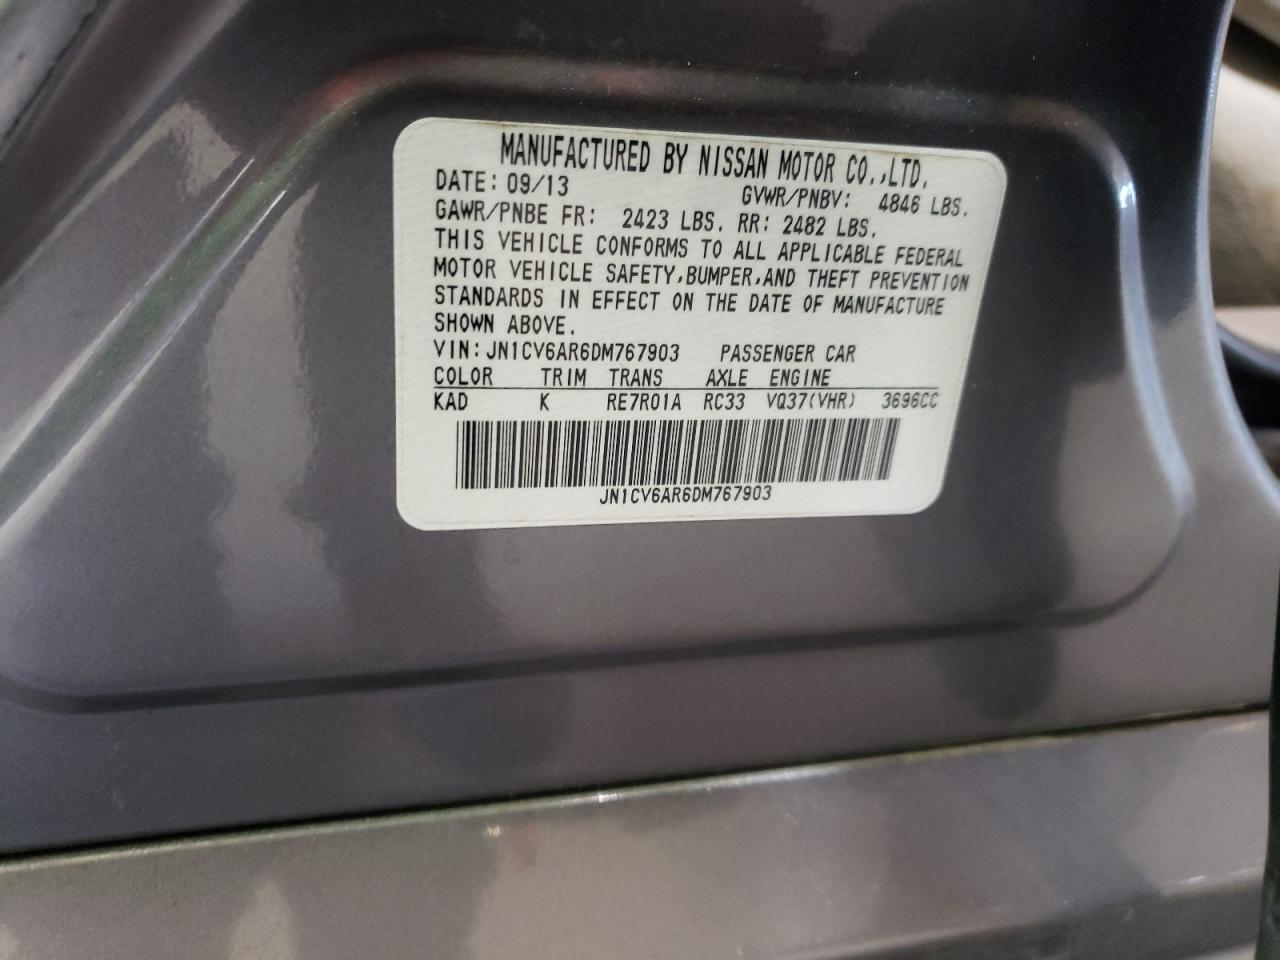 MANUFACTURED BY NISSAN MOTOR CO.,LTD.
DATE: 09/13 GVWR/PNBV: 4846 LBS.
GAWR/PNBE FR: 2423 LBS. RR: 2482 LBS.
THIS VEHICLE CONFORMS TO ALL APPLICABLE FEDERAL
MOTOR VEHICLE SAFETY,BUMPER,AND THEFT PREVENTION
STANDARDS IN EFFECT ON THE DATE OF MANUFACTURE
SHOWN ABOVE.
VIN:JN1CV6AR6DM767903 PASSENGER CAR
COLOR TRIM TRANS AXLE ENGINE
KAD K RE7R01A RC33 VQ37(VHR) 3696CC
JN1CV6AR6DM767903